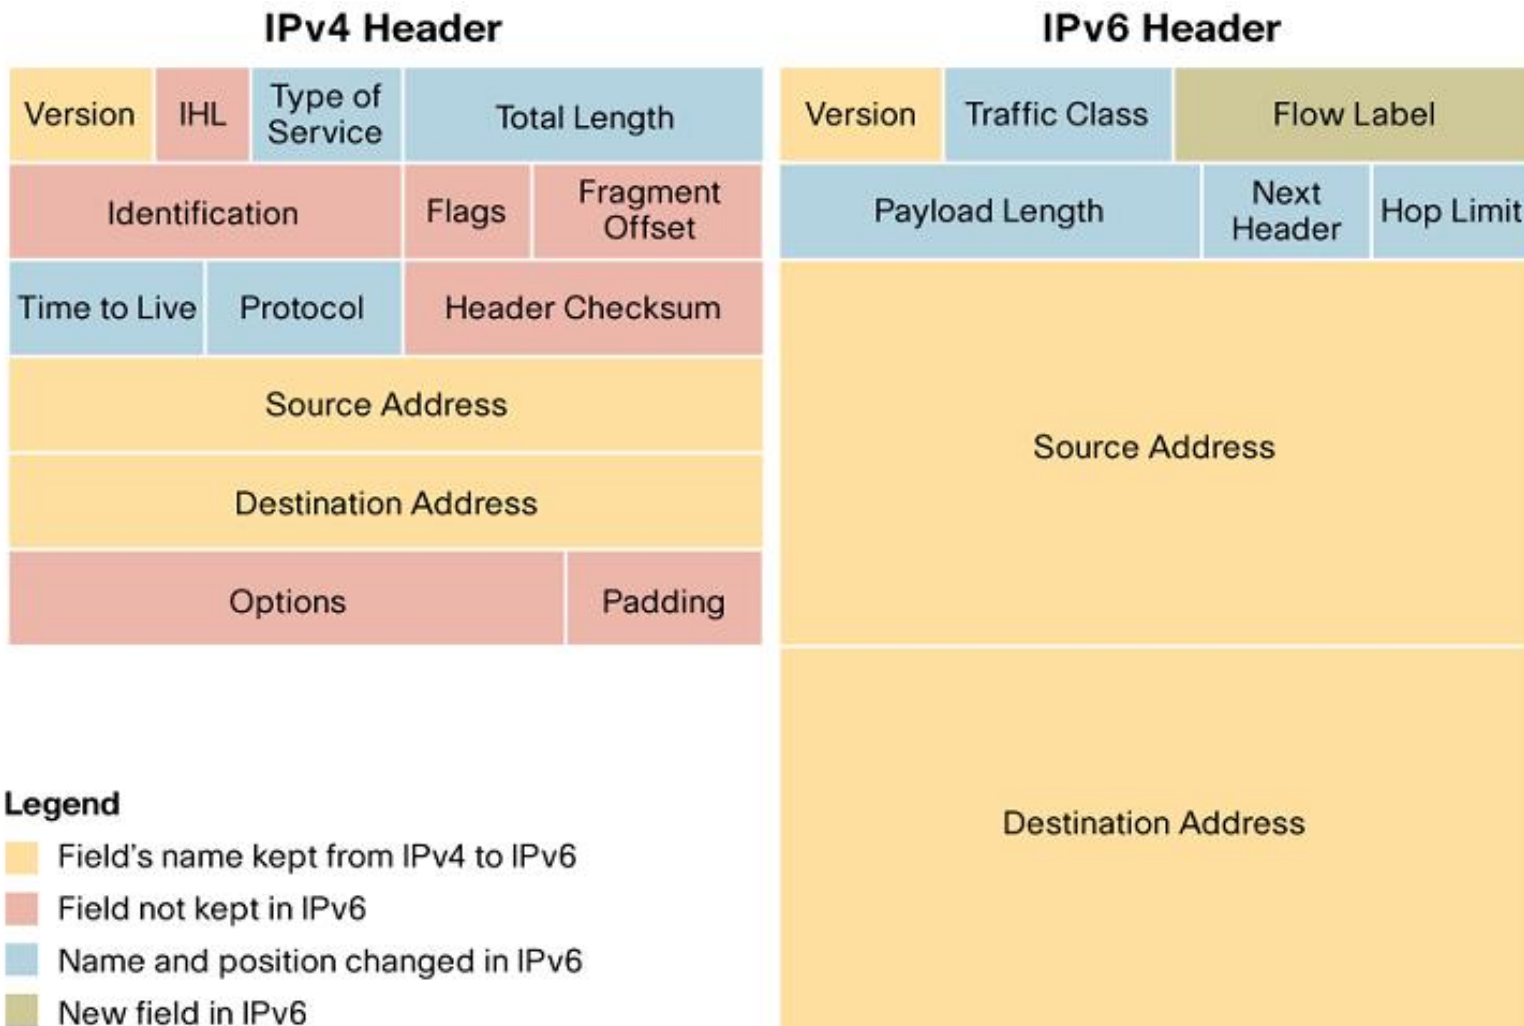 IPv4 Header
Version
IHL
Type of
Service
Total Length
Identification
Flags
Fragment
Offset
Time to Live
Protocol
Header Checksum
Source Address
Destination Address
Options
Padding
IPv6 Header
Version
Traffic Class
Flow Label
Payload Length
Next
Header
Hop Limit
Source Address
Destination Address
Legend
Field's name kept from IPv4 to IPv6
Field not kept in IPv6
Name and position changed in IPv6
New field in IPv6